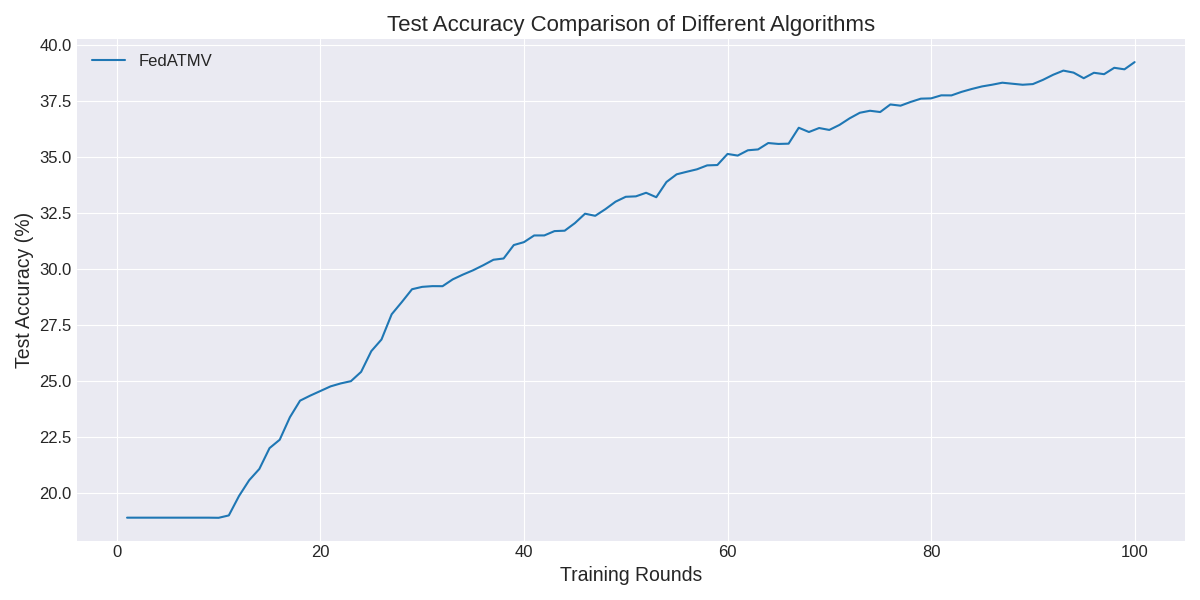 Test Accuracy Comparison of Different Algorithms
FedATMV
Test Accuracy (%)
40.0
37.5
35.0
32.5
30.0
27.5
25.0
22.5
20.0
0 20 40 60 80 100
Training Rounds